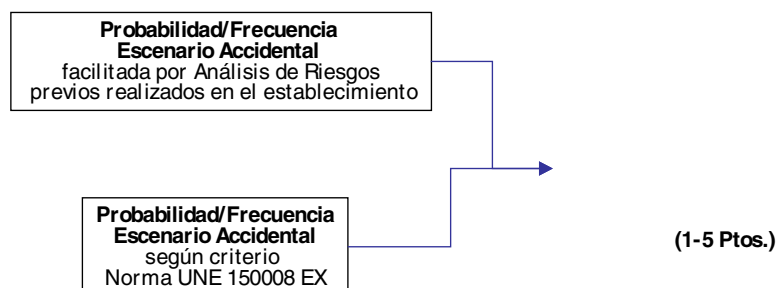 Probabilidad/Frecuencia
Escenario Accidental
facilitada por Análisis de Riesgos
previos realizados en el establecimiento
Probabilidad/Frecuencia
Escenario Accidental
según criterio
Norma UNE 150008 EX
(1-5 Ptos.)